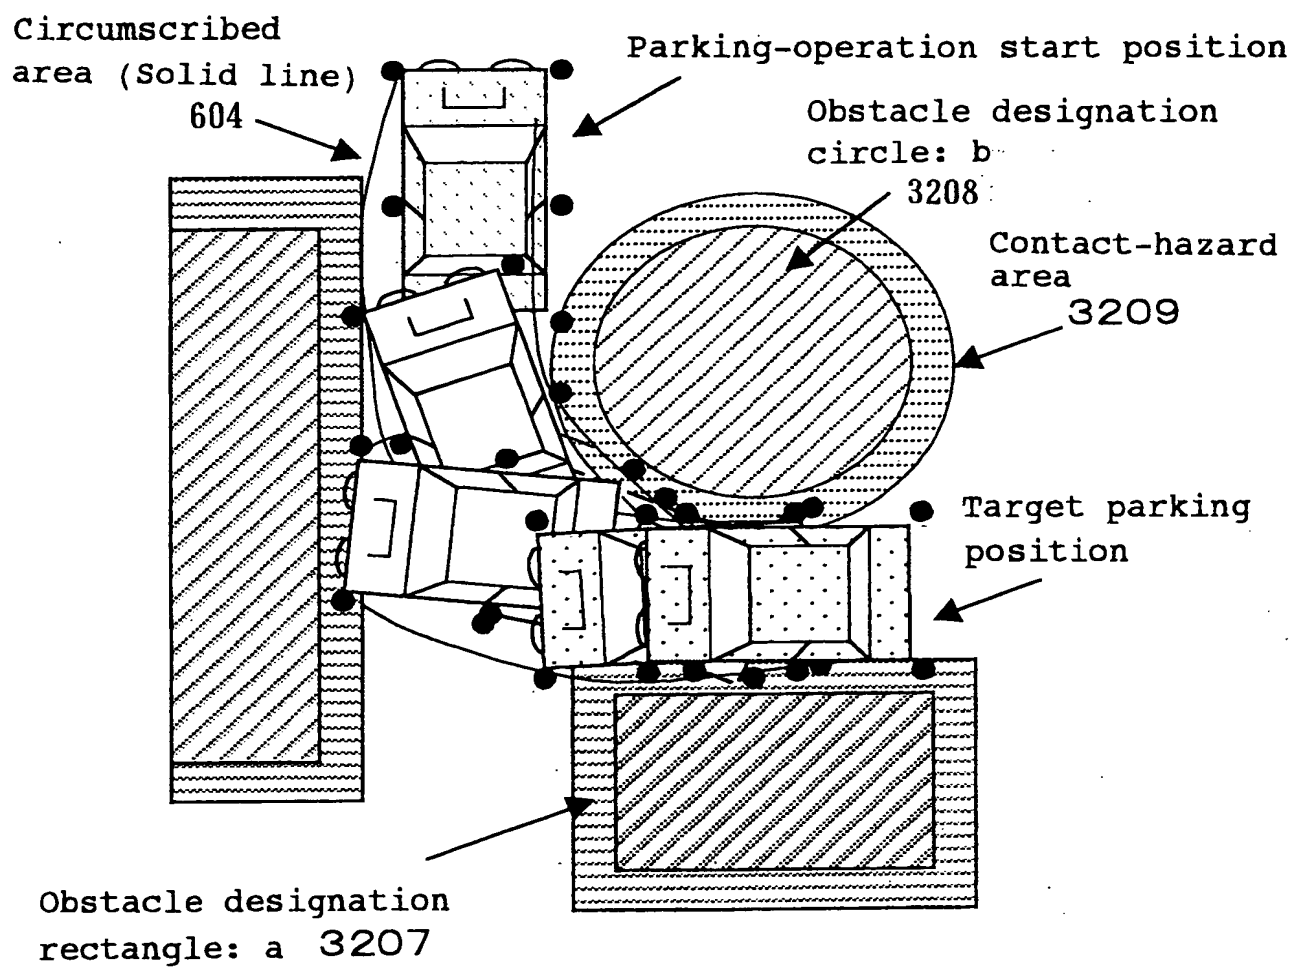 Circumscribed
area (Solid line)
604
Parking-operation start position
Obstacle designation
circle: b
3208
Contact-hazard
area
3209
Target parking
position
Obstacle designation
rectangle: a 3207